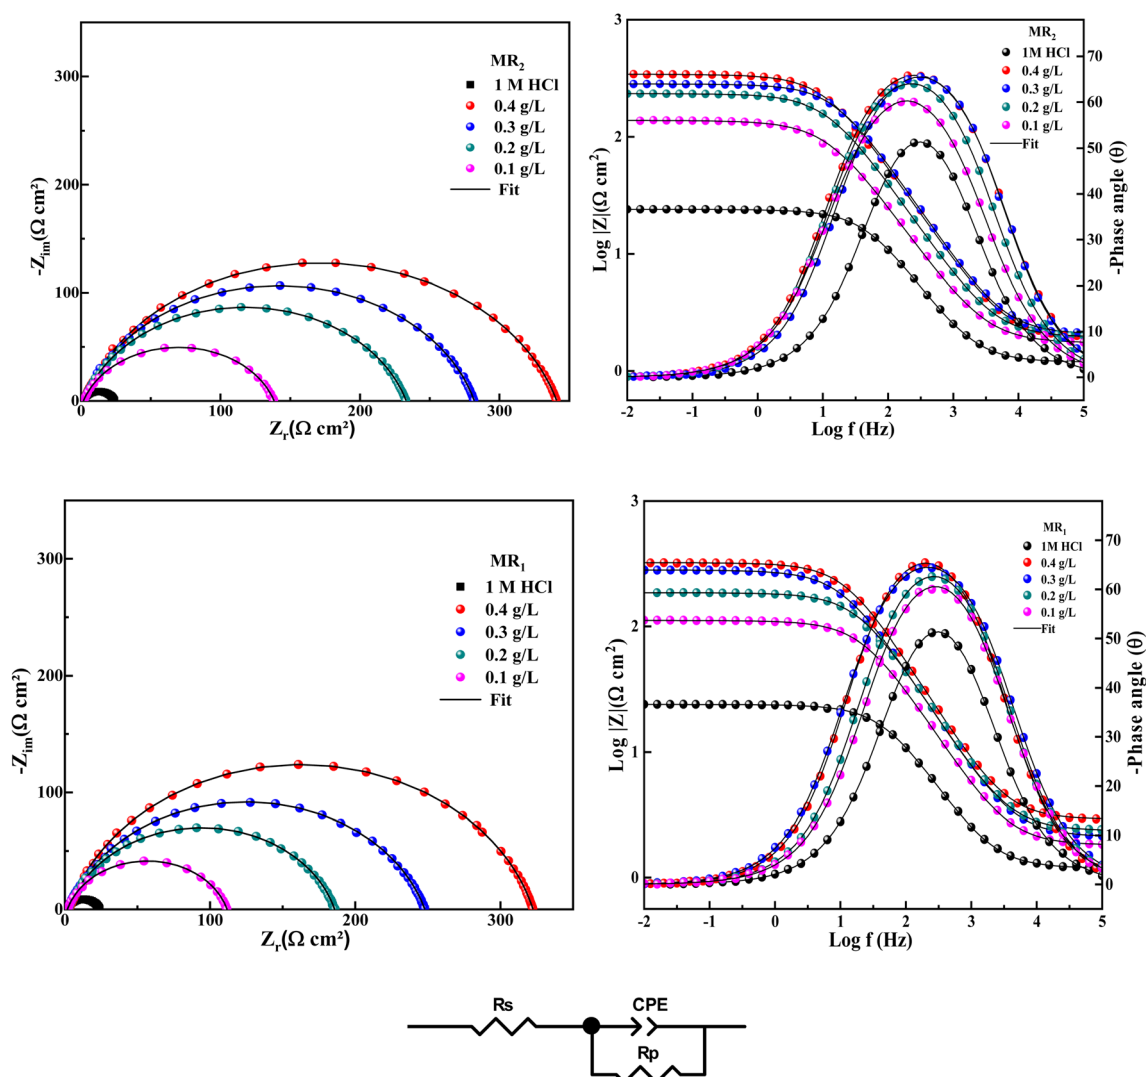 MR₂
1 M HCl
0.4 g/L
0.3 g/L
0.2 g/L
0.1 g/L
Fit
-Z_im(Ω cm²)
300
200
100
0
0 100 200 300
Z_r(Ω cm²)
MR₂
1M HCl
0.4 g/L
0.3 g/L
0.2 g/L
0.1 g/L
Fit
Log |Z|(Ω cm²)
3
2
1
0
-2 -1 0 1 2 3 4 5
Log f (Hz)
70
60
50
40
30
20
10
0
-Phase angle (θ)
MR₁
1 M HCl
0.4 g/L
0.3 g/L
0.2 g/L
0.1 g/L
Fit
-Z_im(Ω cm²)
300
200
100
0
0 100 200 300
Z_r(Ω cm²)
MR₁
1M HCl
0.4 g/L
0.3 g/L
0.2 g/L
0.1 g/L
Fit
Log |Z|(Ω cm²)
3
2
1
0
-2 -1 0 1 2 3 4 5
Log f (Hz)
70
60
50
40
30
20
10
0
-Phase angle (θ)
Rs
CPE
Rp